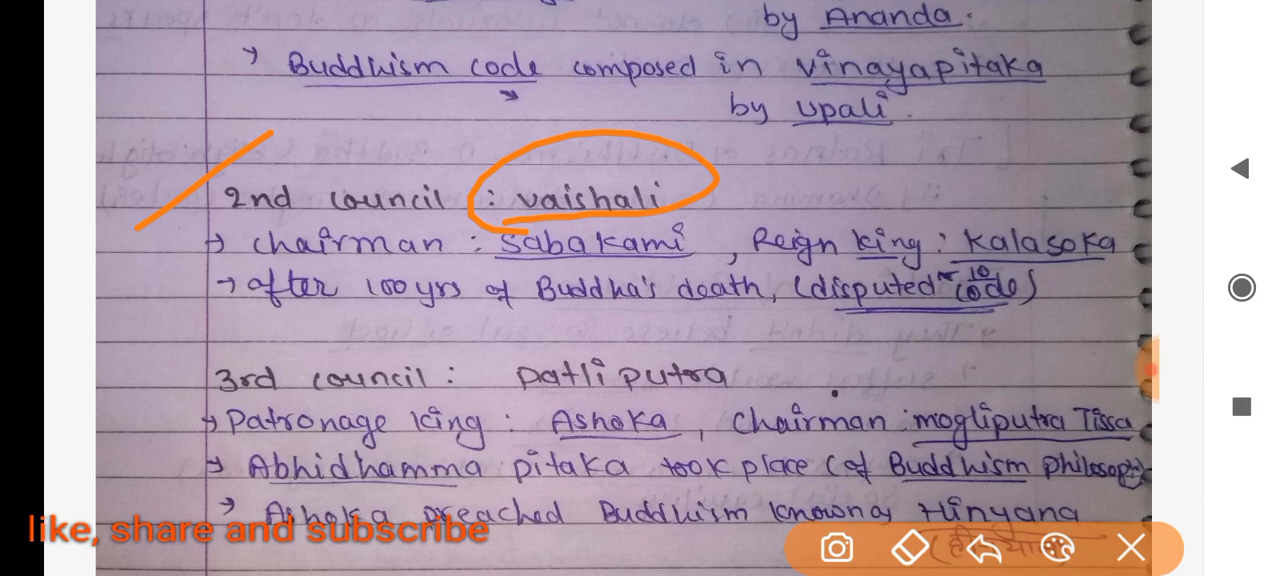 by Ananda.
→ Buddhism code composed in vinayapitaka
by upali.
2nd council : vaishali
→ chairman : Sabakami, Reign king : Kalasoka
→ after 100 yrs of Buddha's death, (disputed 10 code)
3rd council : patliputra
→ Patronage king : Ashoka, Chairman mogliputra Tissa
→ Abhidhamma pitaka took place (of Buddhism philosophy
→ Ashoka preached Buddhism known as Hinyana
like, share and subscribe